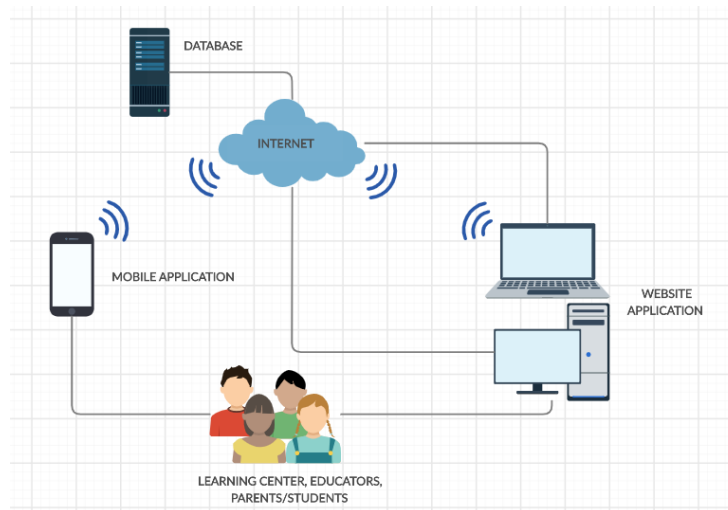 DATABASE
INTERNET
MOBILE APPLICATION
WEBSITE
APPLICATION
LEARNING CENTER, EDUCATORS,
PARENTS/STUDENTS